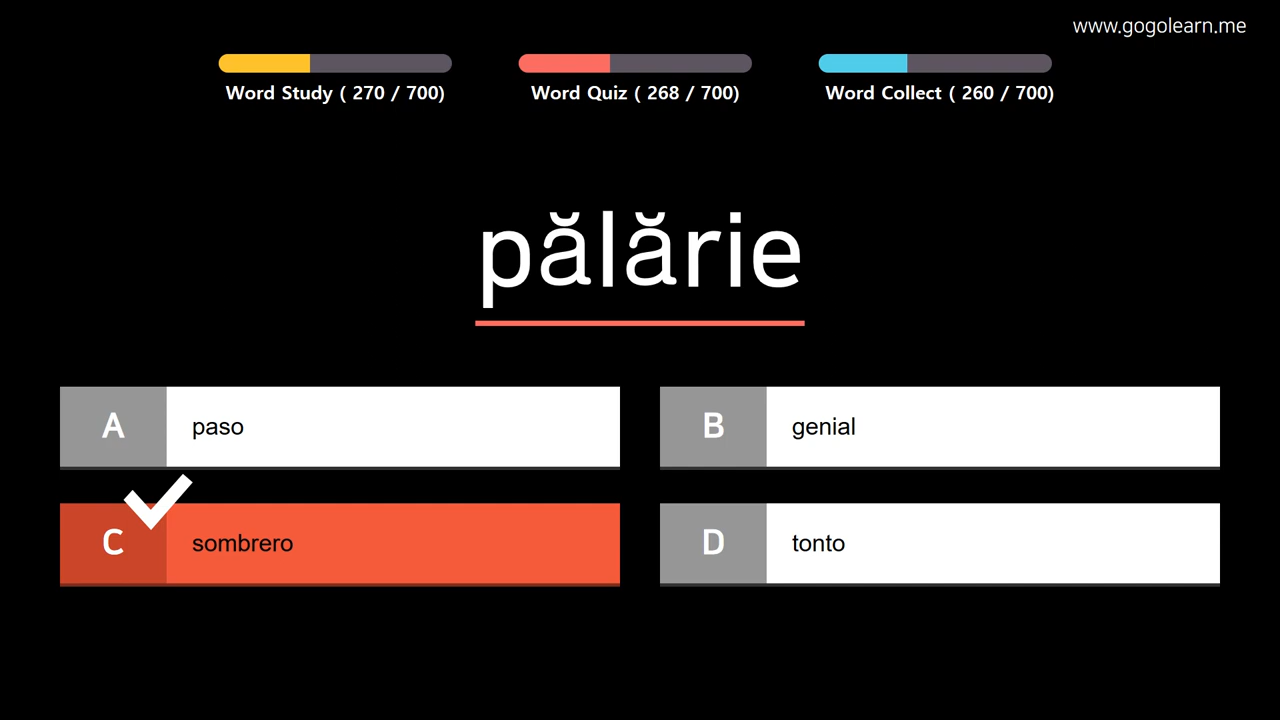 www.gogolearn.me
Word Study ( 270 / 700)
Word Quiz ( 268 / 700)
Word Collect ( 260 / 700)
pălărie
A
paso
B
genial
C
sombrero
D
tonto